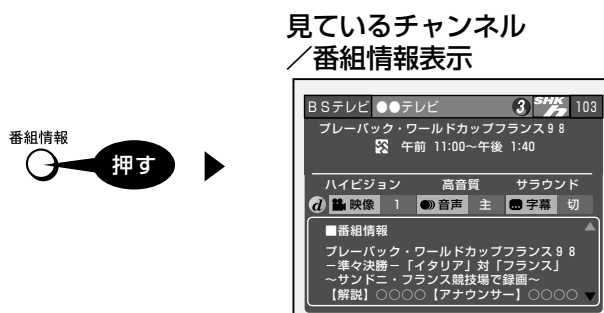 見ているチャンネル
／番組情報表示
番組情報
押す
BSテレビ ●●テレビ 3 SHK h 103
プレーバック・ワールドカップフランス98
午前 11:00〜午後 1:40
ハイビジョン 高音質 サラウンド
d 映像 1 音声 主 字幕 切
■番組情報
プレーバック・ワールドカップフランス98
−準々決勝−「イタリア」対「フランス」
〜サンドニ・フランス競技場で録画〜
【解説】○○○○【アナウンサー】○○○○